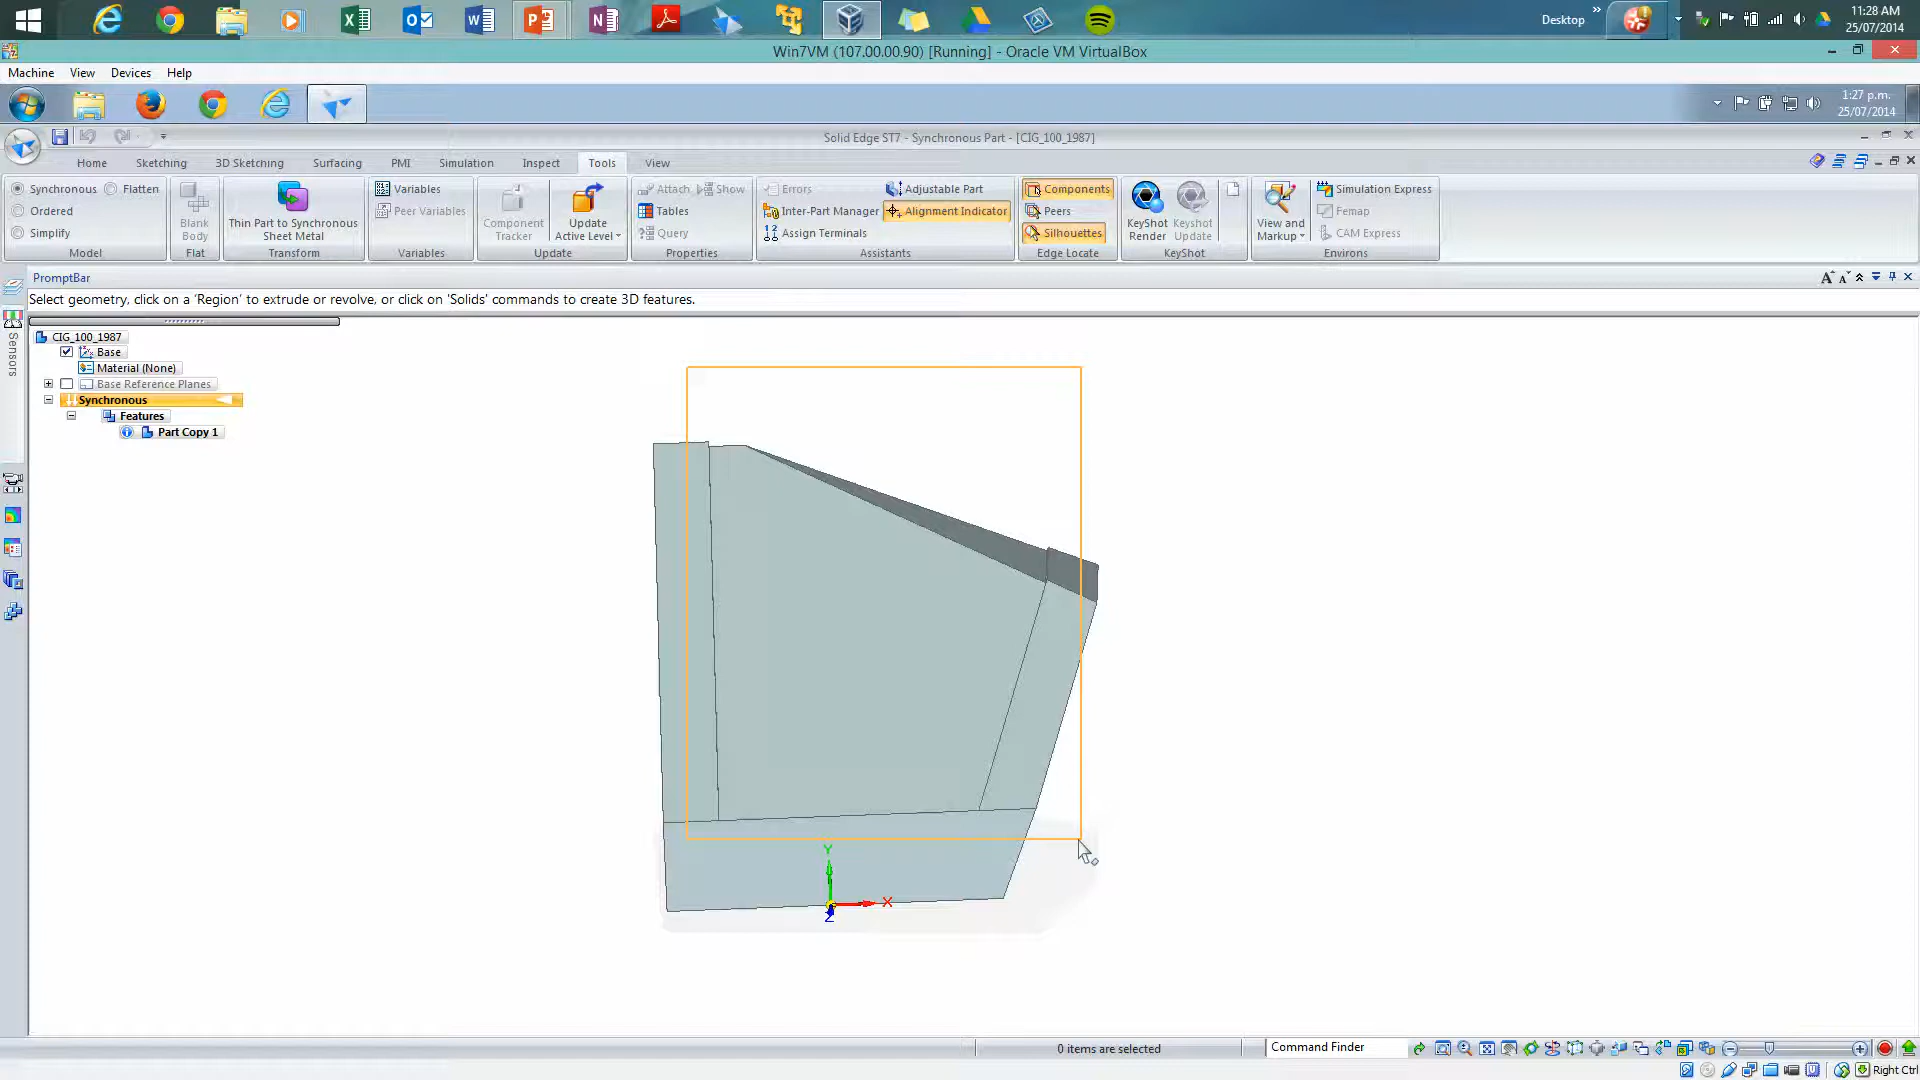 Desktop
»
11:28 AM
25/07/2014
Win7VM (107.00.00.90) [Running] - Oracle VM VirtualBox
Machine View Devices Help
1:27 p.m.
25/07/2014
Solid Edge ST7 - Synchronous Part - [CIG_100_1987]
Home Sketching 3D Sketching Surfacing PMI Simulation Inspect Tools View
Synchronous Flatten
Ordered
Simplify
Model
Blank
Body
Flat
Thin Part to Synchronous
Sheet Metal
Transform
Variables
Peer Variables
Variables
Component
Tracker
Update
Active Level
Update
Attach Show
Tables
Query
Properties
Errors
Inter-Part Manager
Assign Terminals
Adjustable Part
Alignment Indicator
Assistants
Components
Peers
Silhouettes
Edge Locate
KeyShot
Render
Keyshot
Update
KeyShot
View and
Markup
Simulation Express
Femap
CAM Express
Environs
PromptBar
Select geometry, click on a 'Region' to extrude or revolve, or click on 'Solids' commands to create 3D features.
Sensors
CIG_100_1987
Base
Material (None)
Base Reference Planes
Synchronous
Features
Part Copy 1
Y
X
Z
0 items are selected
Command Finder
Right Ctrl